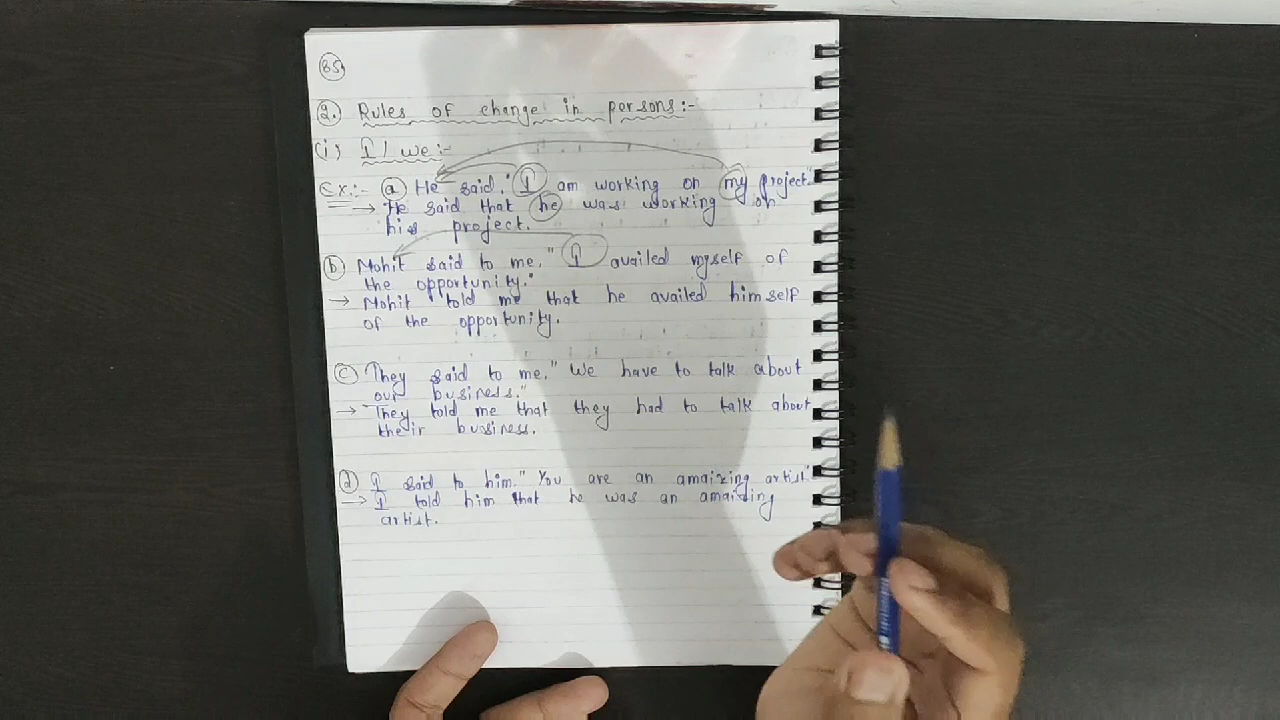 85
2. Rules of change in persons:-
(i) I / we:-
Ex:- (a) He said, "I am working on my project."
→ He said that he was working on
his project.
(b) Mohit said to me, "I availed myself of
the opportunity."
→ Mohit told me that he availed himself
of the opportunity.
(c) They said to me, "We have to talk about
our business."
→ They told me that they had to talk about
their business.
(d) I said to him, "You are an amaizing artist"
→ I told him that he was an amaizing
artist.